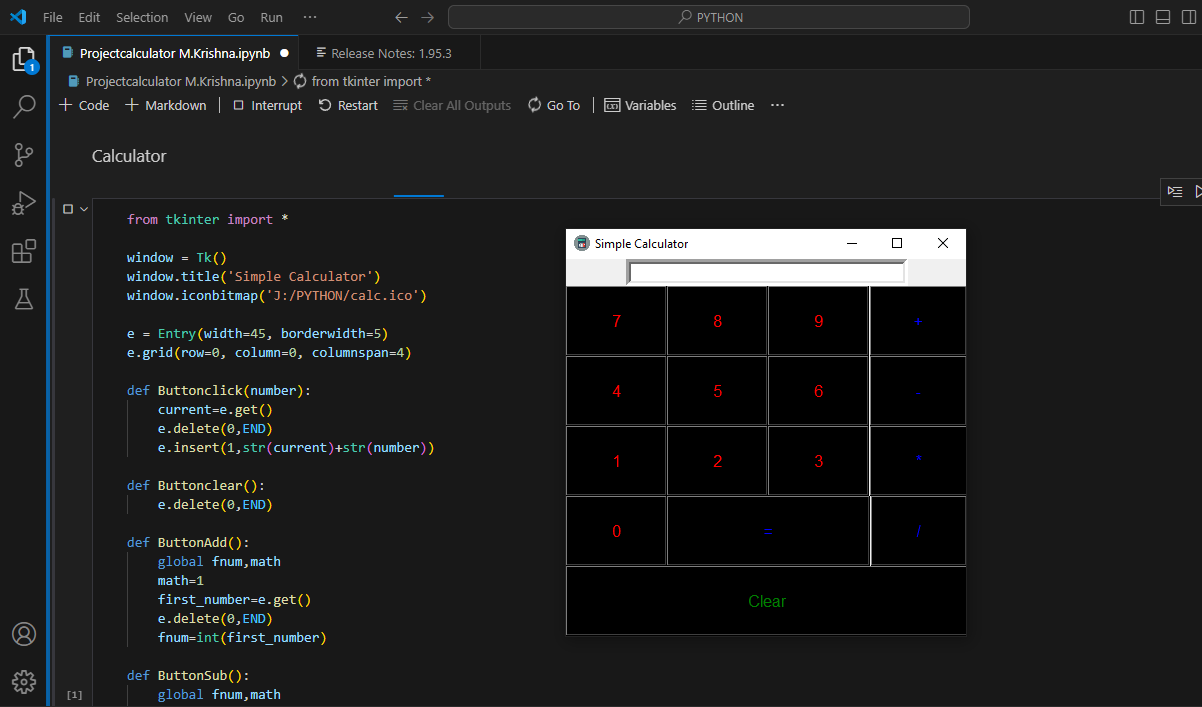 File Edit Selection View Go Run ··· PYTHON
Projectcalculator M.Krishna.ipynb Release Notes: 1.95.3
1
Projectcalculator M.Krishna.ipynb > from tkinter import *
+ Code + Markdown | Interrupt Restart Clear All Outputs Go To | Variables Outline ···
Calculator
from tkinter import *
window = Tk()
window.title('Simple Calculator')
window.iconbitmap('J:/PYTHON/calc.ico')
e = Entry(width=45, borderwidth=5)
e.grid(row=0, column=0, columnspan=4)
def Buttonclick(number):
    current=e.get()
    e.delete(0,END)
    e.insert(1,str(current)+str(number))
def Buttonclear():
    e.delete(0,END)
def ButtonAdd():
    global fnum,math
    math=1
    first_number=e.get()
    e.delete(0,END)
    fnum=int(first_number)
def ButtonSub():
    global fnum,math
[1]
Simple Calculator
7 8 9 +
4 5 6 -
1 2 3 *
0 = /
Clear